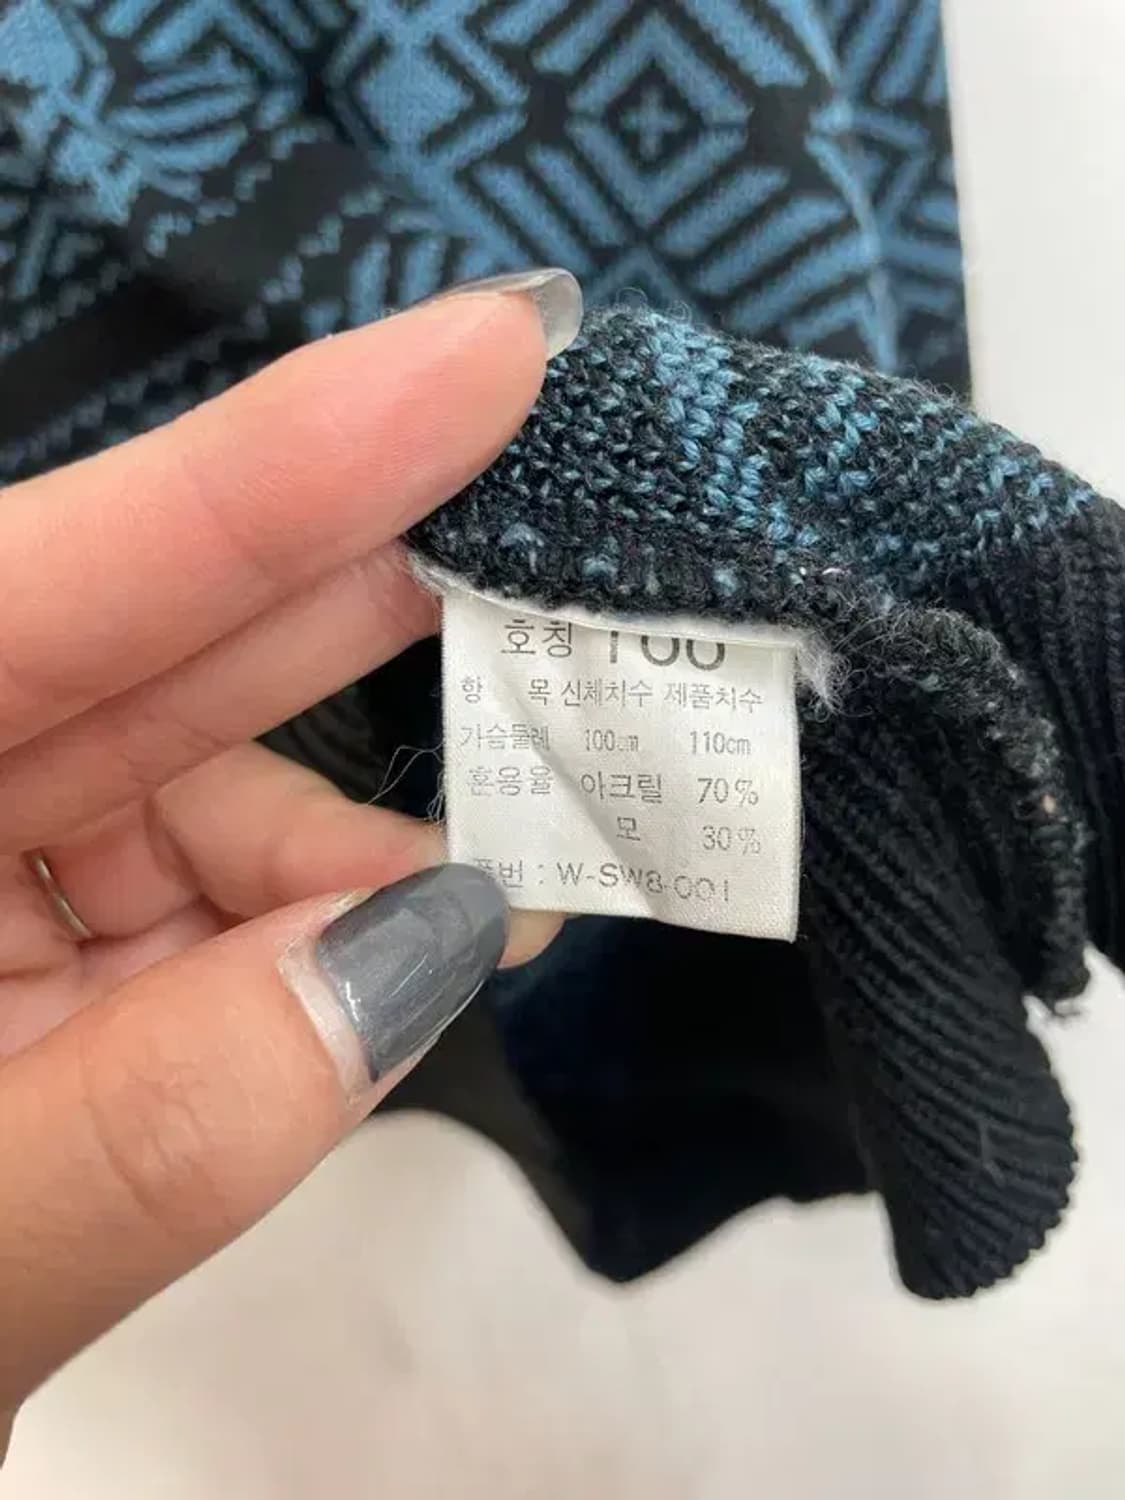 호칭 100
항 목 신체치수 제품치수
가슴둘레 100cm 110cm
혼용율 아크릴 70%
모 30%
품번 : W-SW8-001